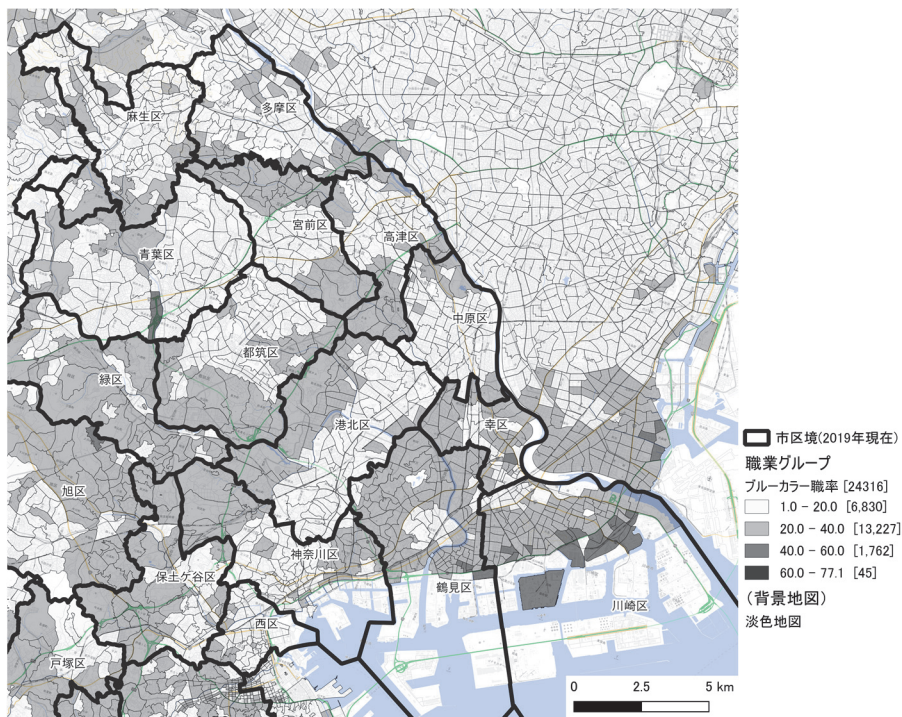 麻生区
多摩区
宮前区
高津区
青葉区
中原区
都筑区
緑区
港北区
幸区
旭区
神奈川区
保土ケ谷区
鶴見区
川崎区
西区
戸塚区
市区境(2019年現在)
職業グループ
ブルーカラー職率 [24316]
1.0 - 20.0 [6,830]
20.0 - 40.0 [13,227]
40.0 - 60.0 [1,762]
60.0 - 77.1 [45]
(背景地図)
淡色地図
0 2.5 5 km